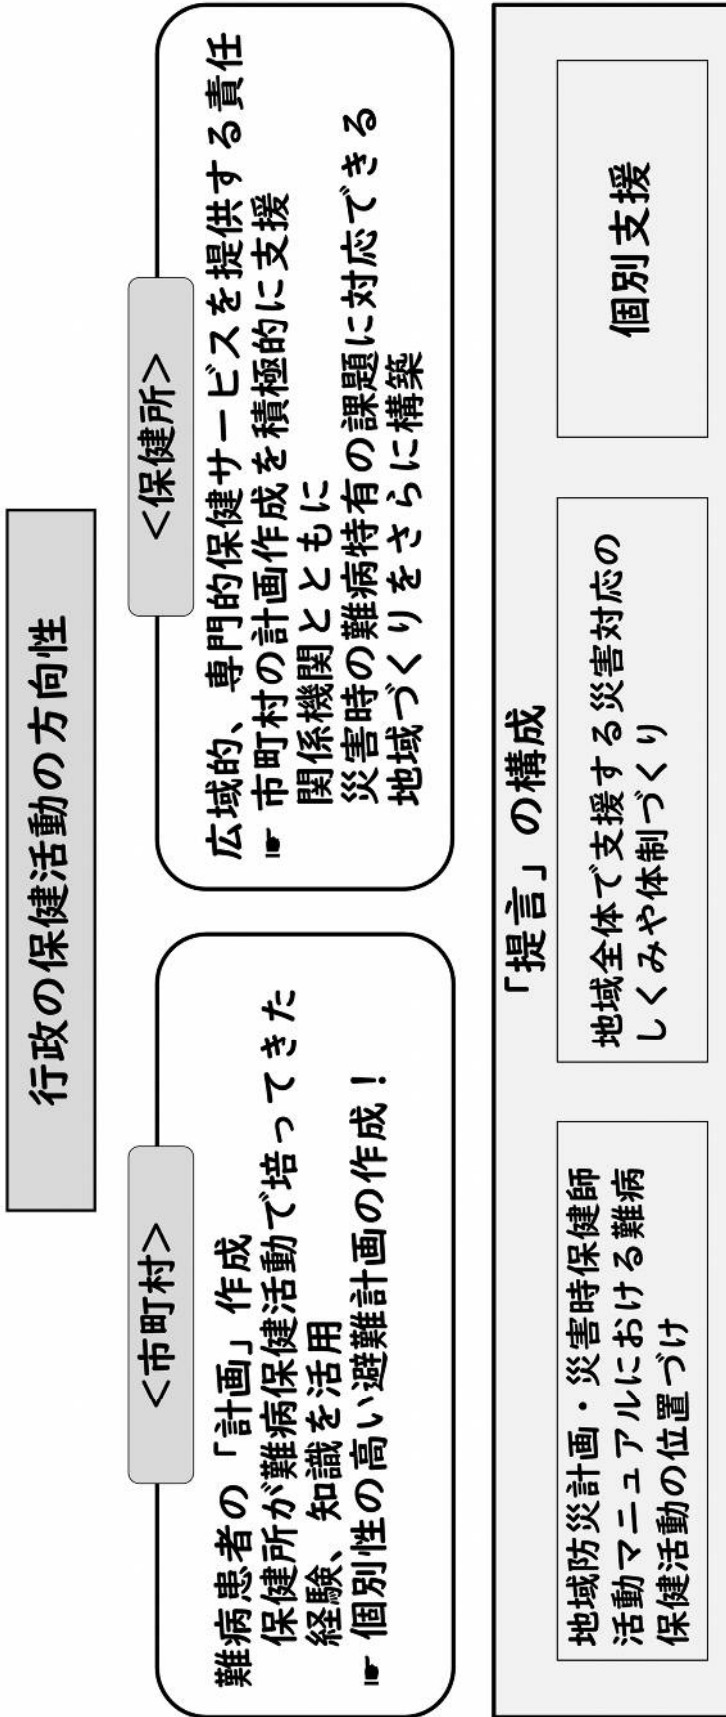 行政の保健活動の方向性
<市町村>
難病患者の「計画」作成
保健所が難病保健活動で培ってきた
経験、知識を活用
☛ 個別性の高い避難計画の作成！
<保健所>
広域的、専門的保健サービスを提供する責任
☛ 市町村の計画作成を積極的に支援
関係機関とともに
災害時の難病特有の課題に対応できる
地域づくりをさらに構築
「提言」の構成
地域防災計画・災害時保健師
活動マニュアルにおける難病
保健活動の位置づけ
地域全体で支援する災害対応の
しくみや体制づくり
個別支援